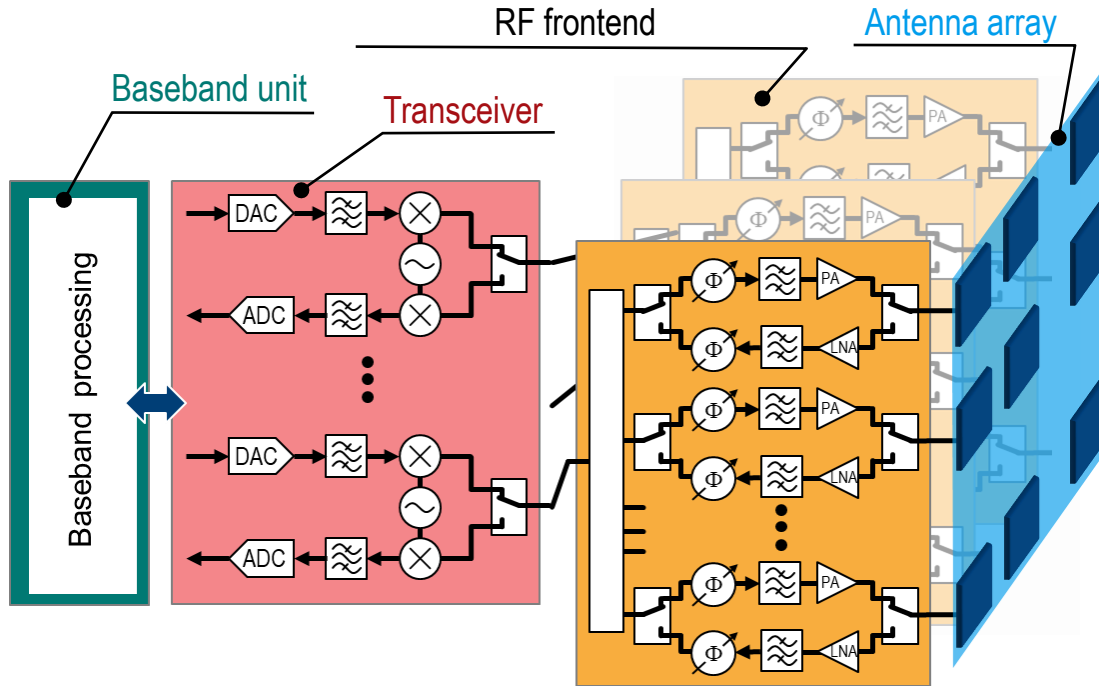 RF frontend
Antenna array
Baseband unit
Transceiver
Φ
PA
Φ
LNA
Φ
PA
Baseband processing
DAC
ADC
DAC
ADC
Φ
PA
Φ
LNA
Φ
PA
Φ
LNA
Φ
PA
Φ
LNA